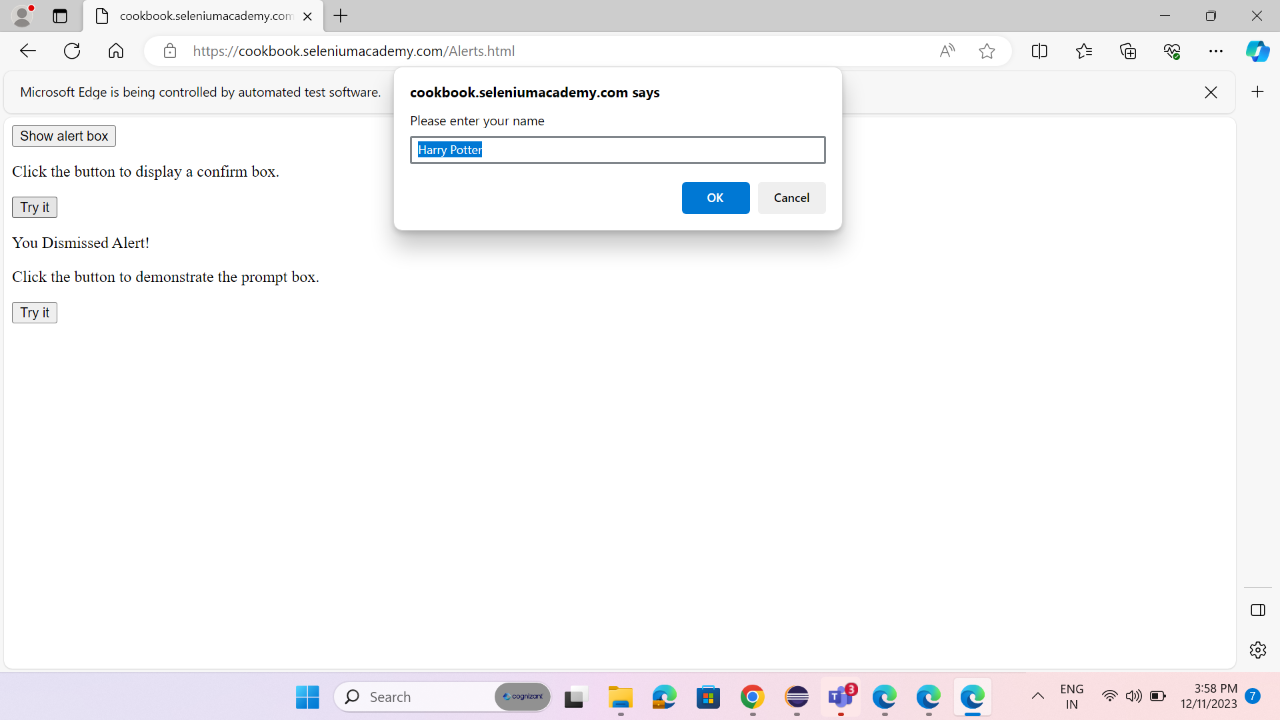 cookbook.seleniumacademy.com
https://cookbook.seleniumacademy.com/Alerts.html
Microsoft Edge is being controlled by automated test software.
cookbook.seleniumacademy.com says
Please enter your name
Harry Potter
OK
Cancel
Show alert box
Click the button to display a confirm box.
Try it
You Dismissed Alert!
Click the button to demonstrate the prompt box.
Try it
Search
cognizant
3
ENG
IN
3:58 PM
12/11/2023
7